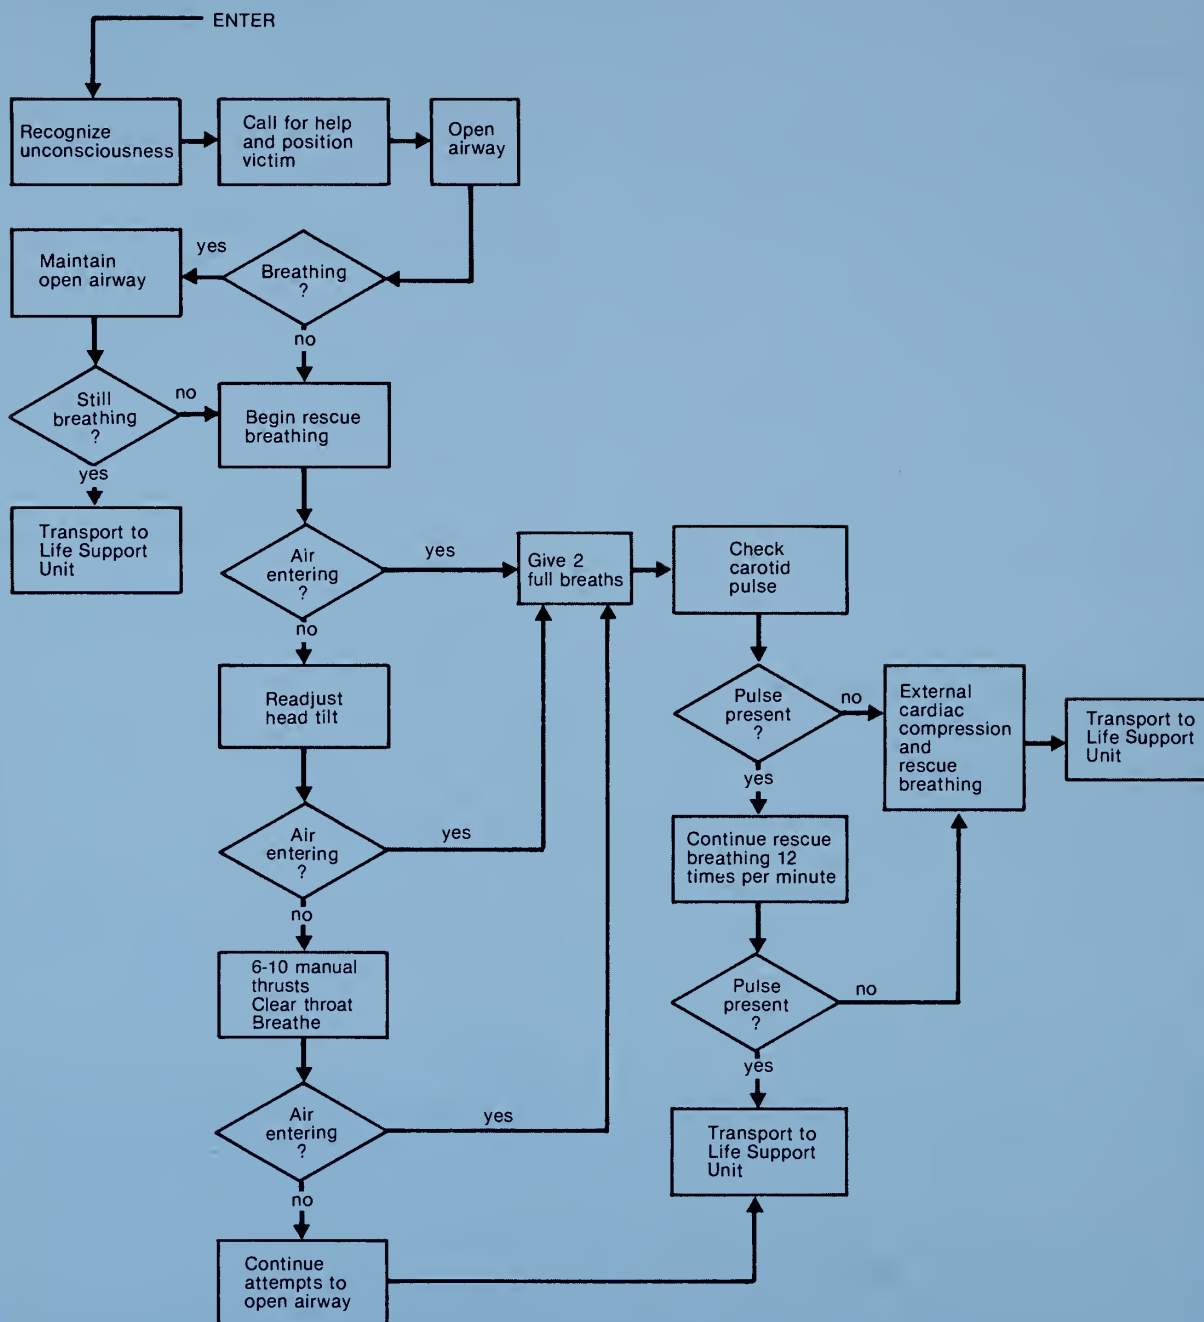 ENTER
Recognize
unconsciousness
Call for help
and position
victim
Open
airway
Maintain
open airway
yes
Breathing
?
no
Still
breathing
?
no
Begin rescue
breathing
yes
Transport to
Life Support
Unit
Air
entering
?
yes
Give 2
full breaths
Check
carotid
pulse
no
Readjust
head tilt
Pulse
present
?
no
External
cardiac
compression
and
rescue
breathing
Transport to
Life Support
Unit
yes
Air
entering
?
yes
Continue rescue
breathing 12
times per minute
no
6-10 manual
thrusts
Clear throat
Breathe
Pulse
present
?
no
yes
Air
entering
?
yes
Transport to
Life Support
Unit
no
Continue
attempts to
open airway